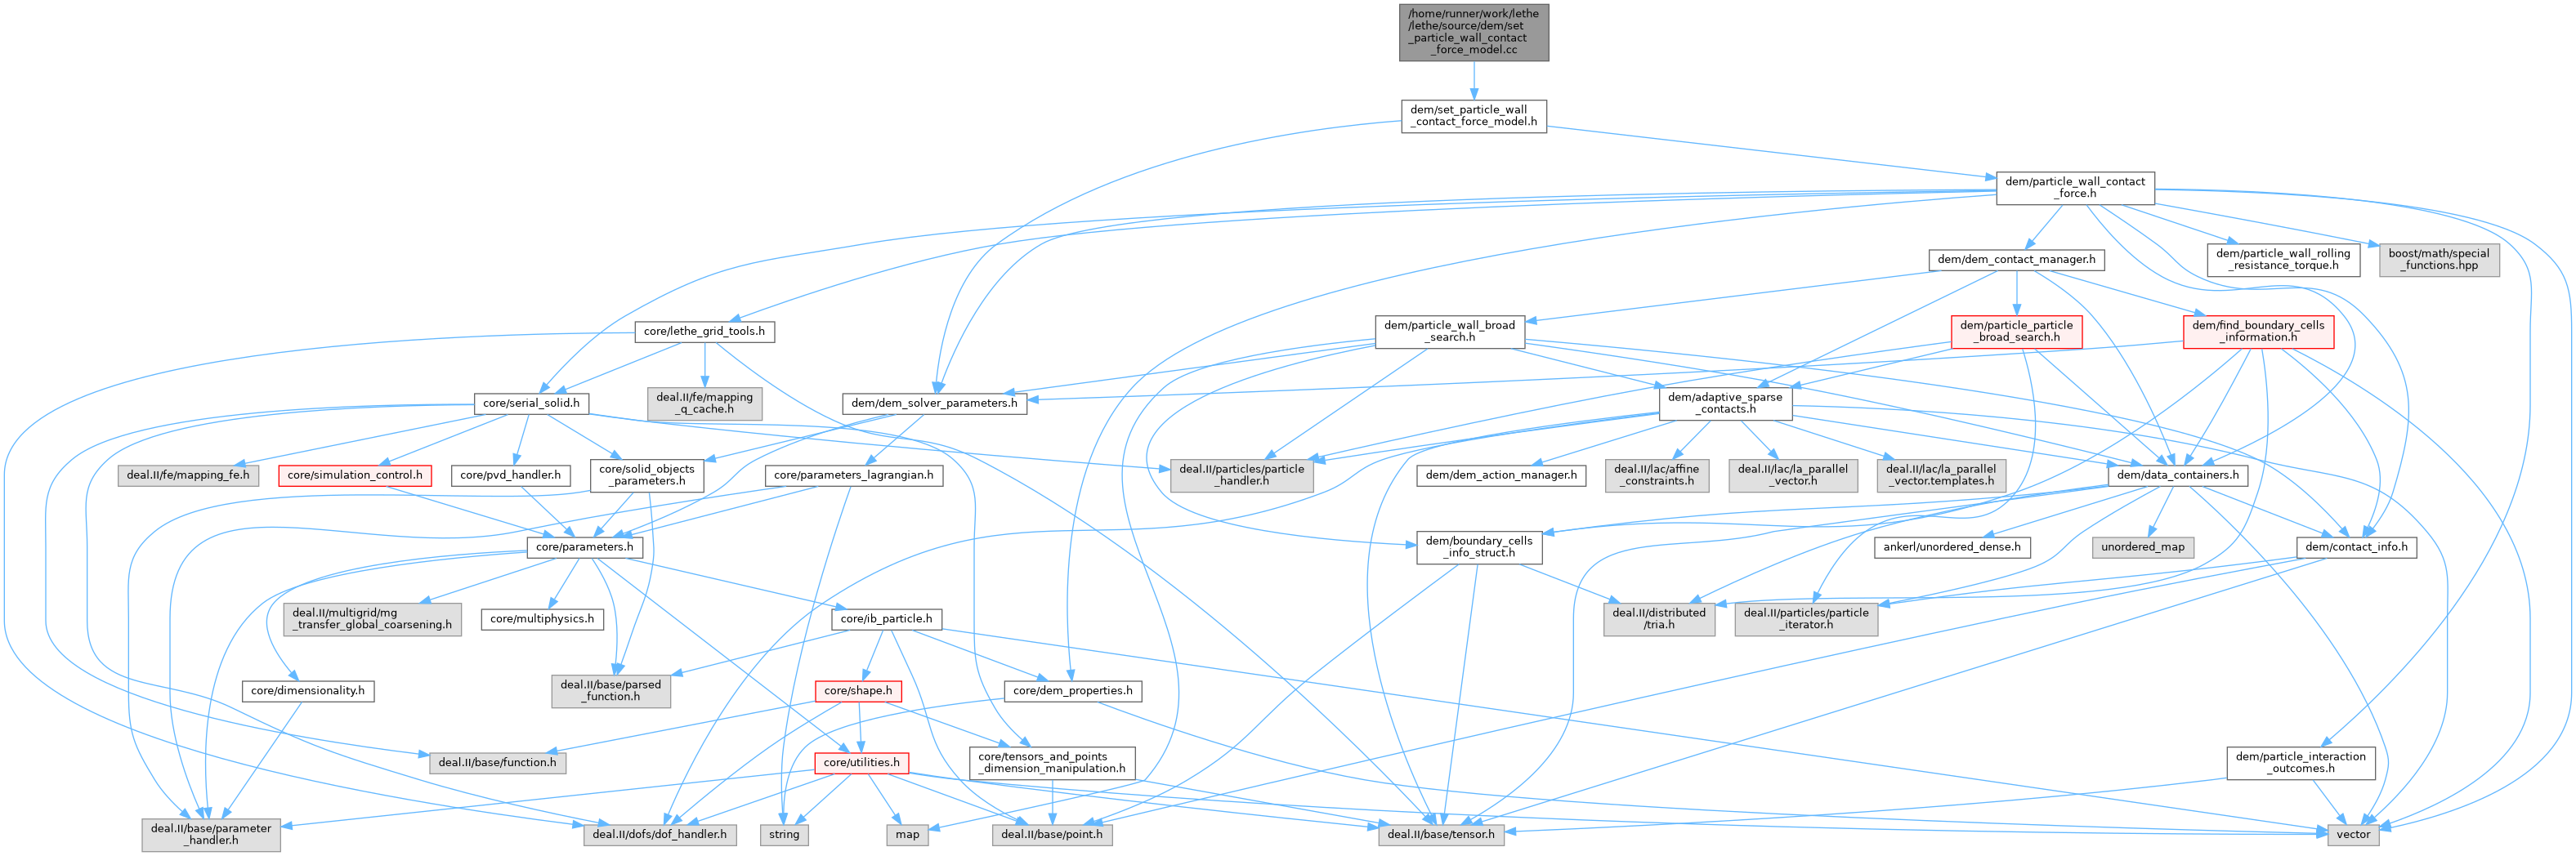 /home/runner/work/lethe
/lethe/source/dem/set
_particle_wall_contact
_force_model.cc
dem/set_particle_wall
_contact_force_model.h
dem/particle_wall_contact
_force.h
dem/dem_contact_manager.h
dem/particle_wall_rolling
_resistance_torque.h
boost/math/special
_functions.hpp
core/lethe_grid_tools.h
dem/particle_wall_broad
_search.h
dem/particle_particle
_broad_search.h
dem/find_boundary_cells
_information.h
core/serial_solid.h
deal.II/fe/mapping
_q_cache.h
dem/dem_solver_parameters.h
dem/adaptive_sparse
_contacts.h
deal.II/fe/mapping_fe.h
core/simulation_control.h
core/pvd_handler.h
core/solid_objects
_parameters.h
core/parameters_lagrangian.h
deal.II/particles/particle
_handler.h
dem/dem_action_manager.h
deal.II/lac/affine
_constraints.h
deal.II/lac/la_parallel
_vector.h
deal.II/lac/la_parallel
_vector.templates.h
dem/data_containers.h
core/parameters.h
dem/boundary_cells
_info_struct.h
ankerl/unordered_dense.h
unordered_map
dem/contact_info.h
deal.II/multigrid/mg
_transfer_global_coarsening.h
core/multiphysics.h
core/ib_particle.h
deal.II/distributed
/tria.h
deal.II/particles/particle
_iterator.h
core/dimensionality.h
deal.II/base/parsed
_function.h
core/shape.h
core/dem_properties.h
deal.II/base/function.h
core/utilities.h
core/tensors_and_points
_dimension_manipulation.h
dem/particle_interaction
_outcomes.h
deal.II/base/parameter
_handler.h
deal.II/dofs/dof_handler.h
string
map
deal.II/base/point.h
deal.II/base/tensor.h
vector